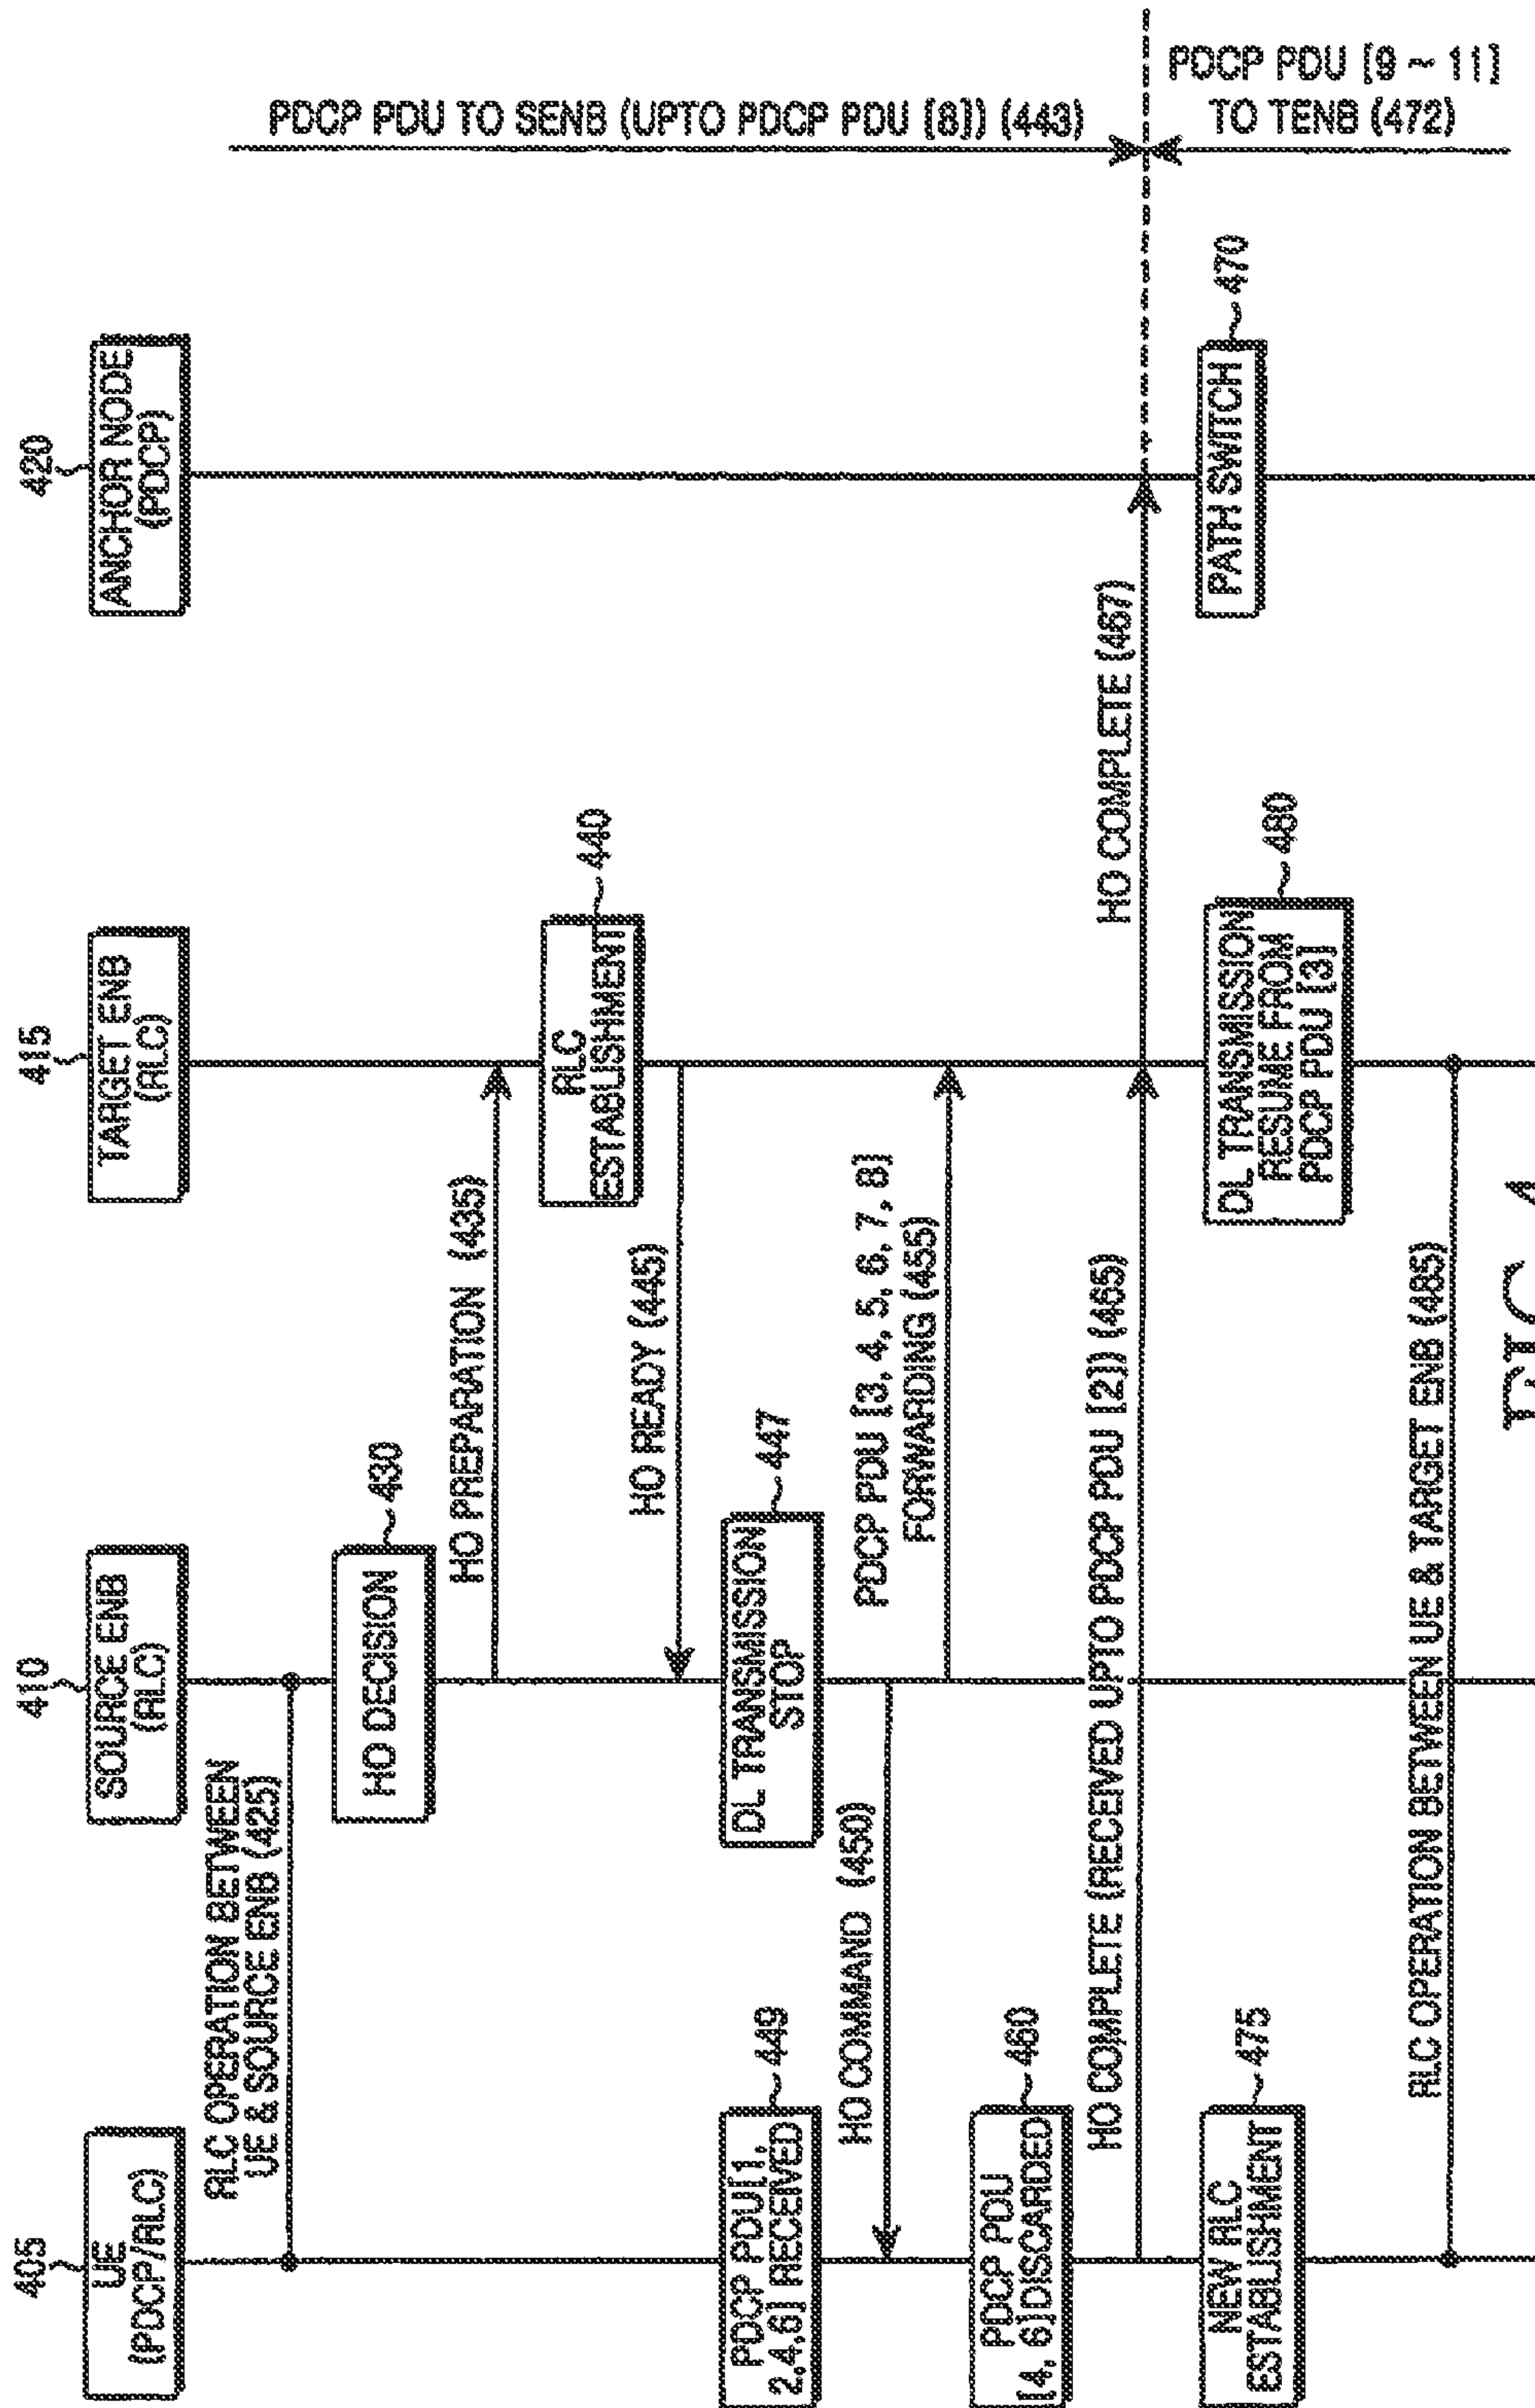 405
UE
(PDCP/RLC)
410
SOURCE ENB
(RLC)
415
TARGET ENB
(RLC)
420
ANCHOR NODE
(PDCP)
RLC OPERATION BETWEEN
UE & SOURCE ENB (425)
HO DECISION
430
HO PREPARATION (435)
RLC
ESTABLISHMENT
440
PDCP PDU TO SENB (UPTO PDCP PDU [8]) (443)
HO READY (445)
DL TRANSMISSION
STOP
447
PDCP PDU[1,
2,4,6] RECEIVED
449
HO COMMAND (450)
PDCP PDU [3, 4, 5, 6, 7, 8]
FORWARDING (455)
PDCP PDU
[4, 6]DISCARDED
460
HO COMPLETE (RECEIVED UPTO PDCP PDU [2]) (465)
HO COMPLETE (467)
PATH SWITCH
470
PDCP PDU [9 ~ 11]
TO TENB (472)
NEW RLC
ESTABLISHMENT
475
DL TRANSMISSION
RESUME FROM
PDCP PDU [3]
480
RLC OPERATION BETWEEN UE & TARGET ENB (485)